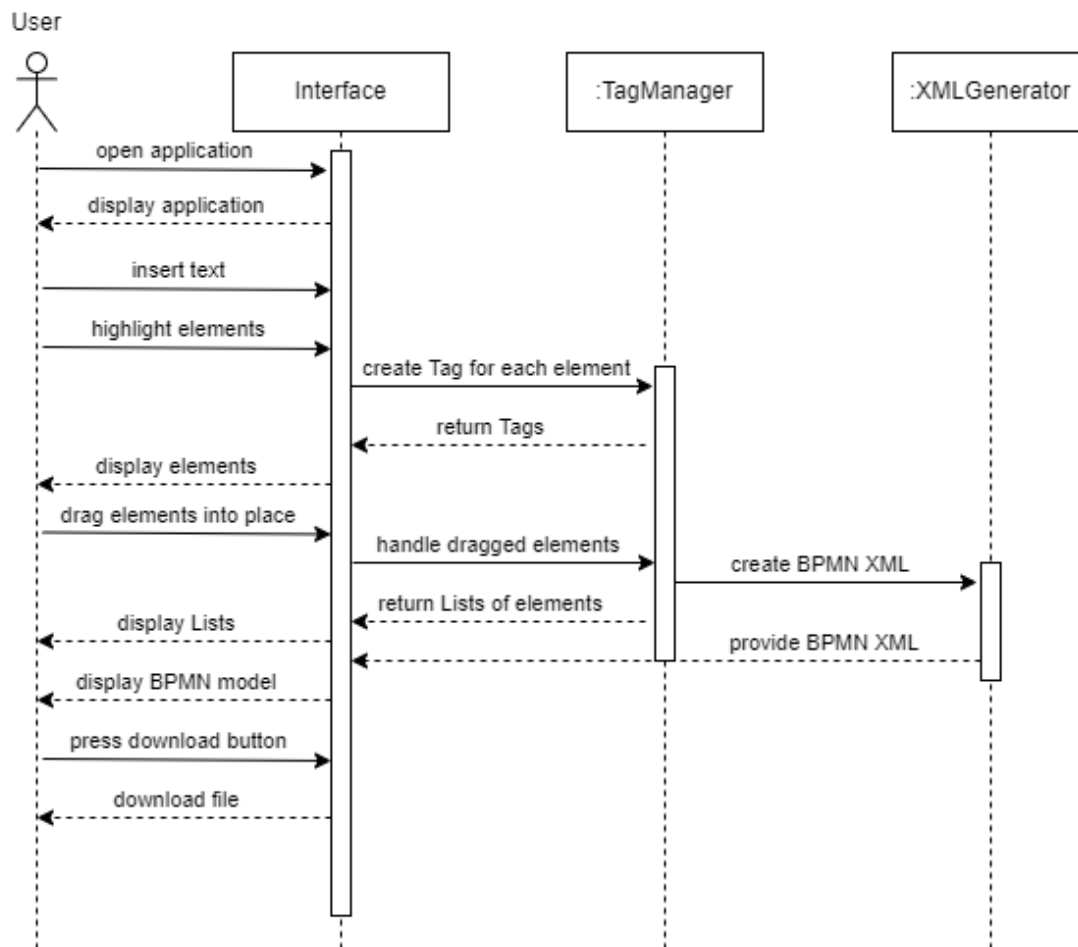 User
Interface
:TagManager
:XMLGenerator
open application
display application
insert text
highlight elements
create Tag for each element
return Tags
display elements
drag elements into place
handle dragged elements
create BPMN XML
return Lists of elements
display Lists
provide BPMN XML
display BPMN model
press download button
download file